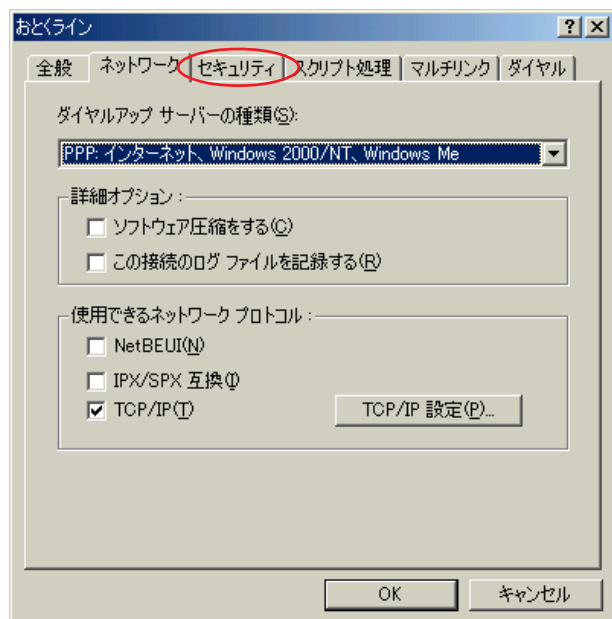 おとくライン
全般 ネットワーク セキュリティ スクリプト処理 マルチリンク ダイヤル
ダイヤルアップ サーバーの種類(S):
PPP: インターネット、Windows 2000/NT、Windows Me
詳細オプション:
ソフトウェア圧縮をする(C)
この接続のログ ファイルを記録する(R)
使用できるネットワーク プロトコル:
NetBEUI(N)
IPX/SPX 互換(I)
TCP/IP(T) TCP/IP 設定(P)...
OK キャンセル